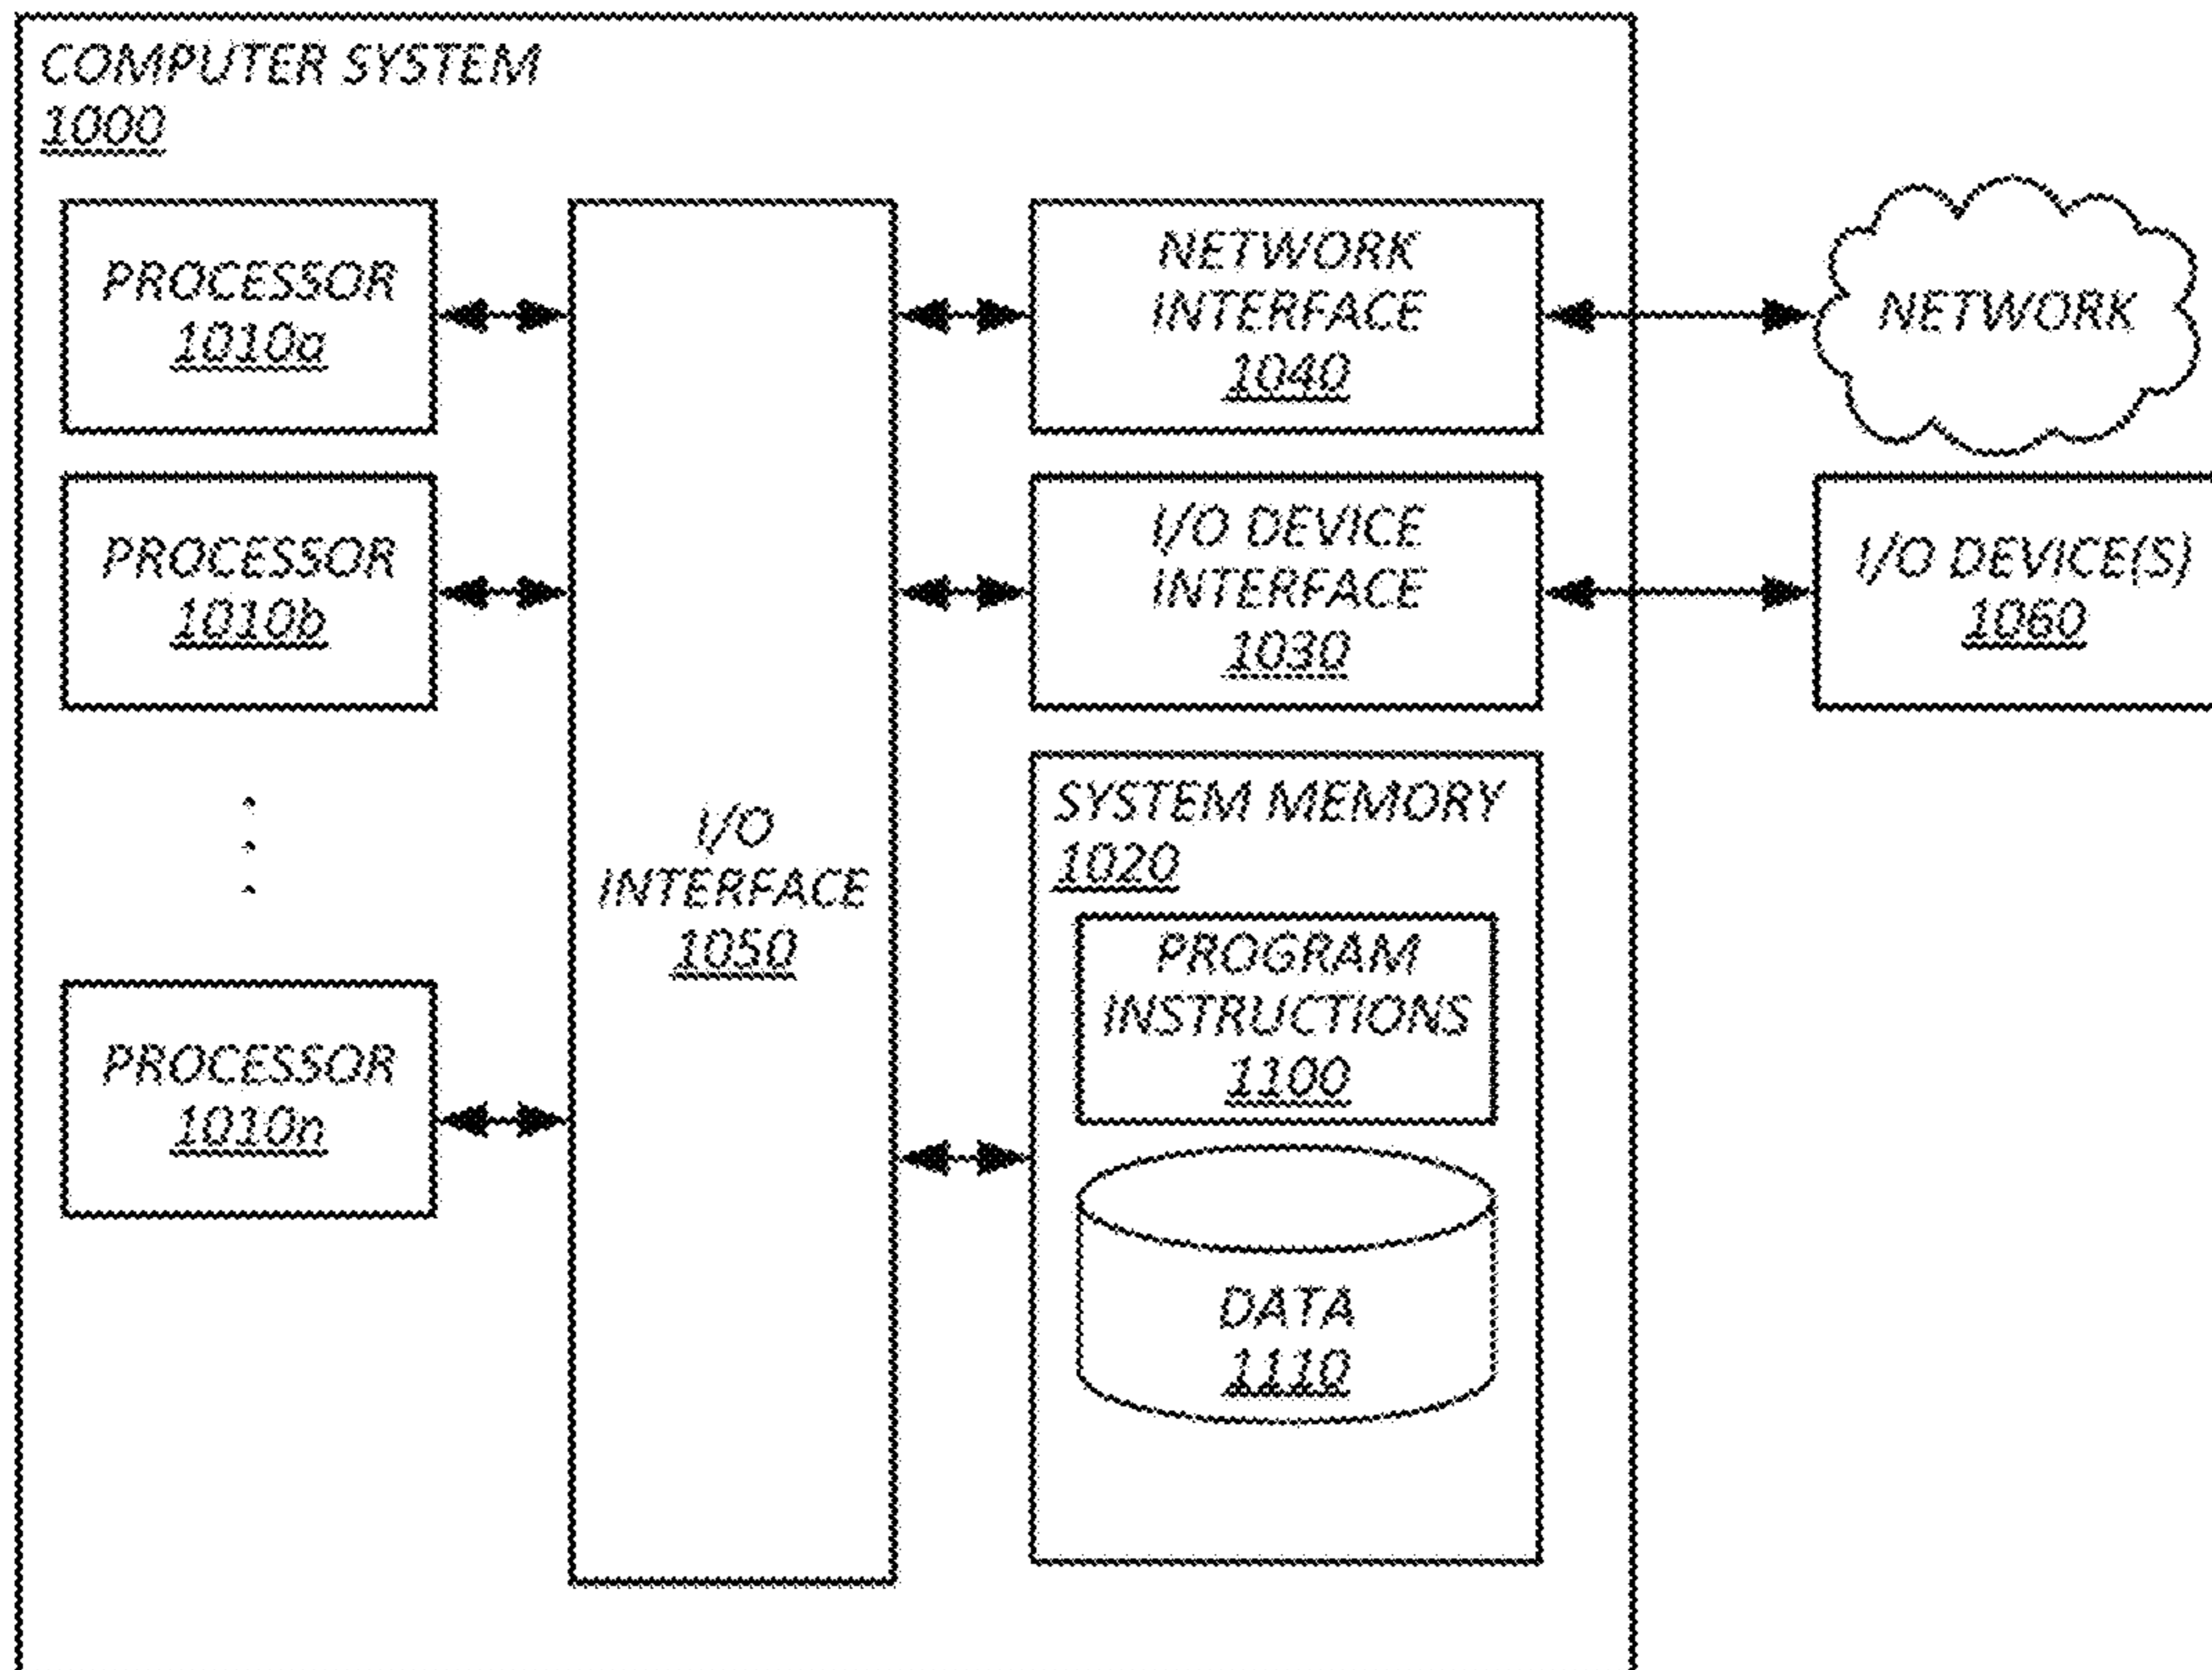 COMPUTER SYSTEM
1000
PROCESSOR
1010a
PROCESSOR
1010b
PROCESSOR
1010n
I/O
INTERFACE
1050
NETWORK
INTERFACE
1040
I/O DEVICE
INTERFACE
1030
SYSTEM MEMORY
1020
PROGRAM
INSTRUCTIONS
1100
DATA
1110
NETWORK
I/O DEVICE(S)
1060